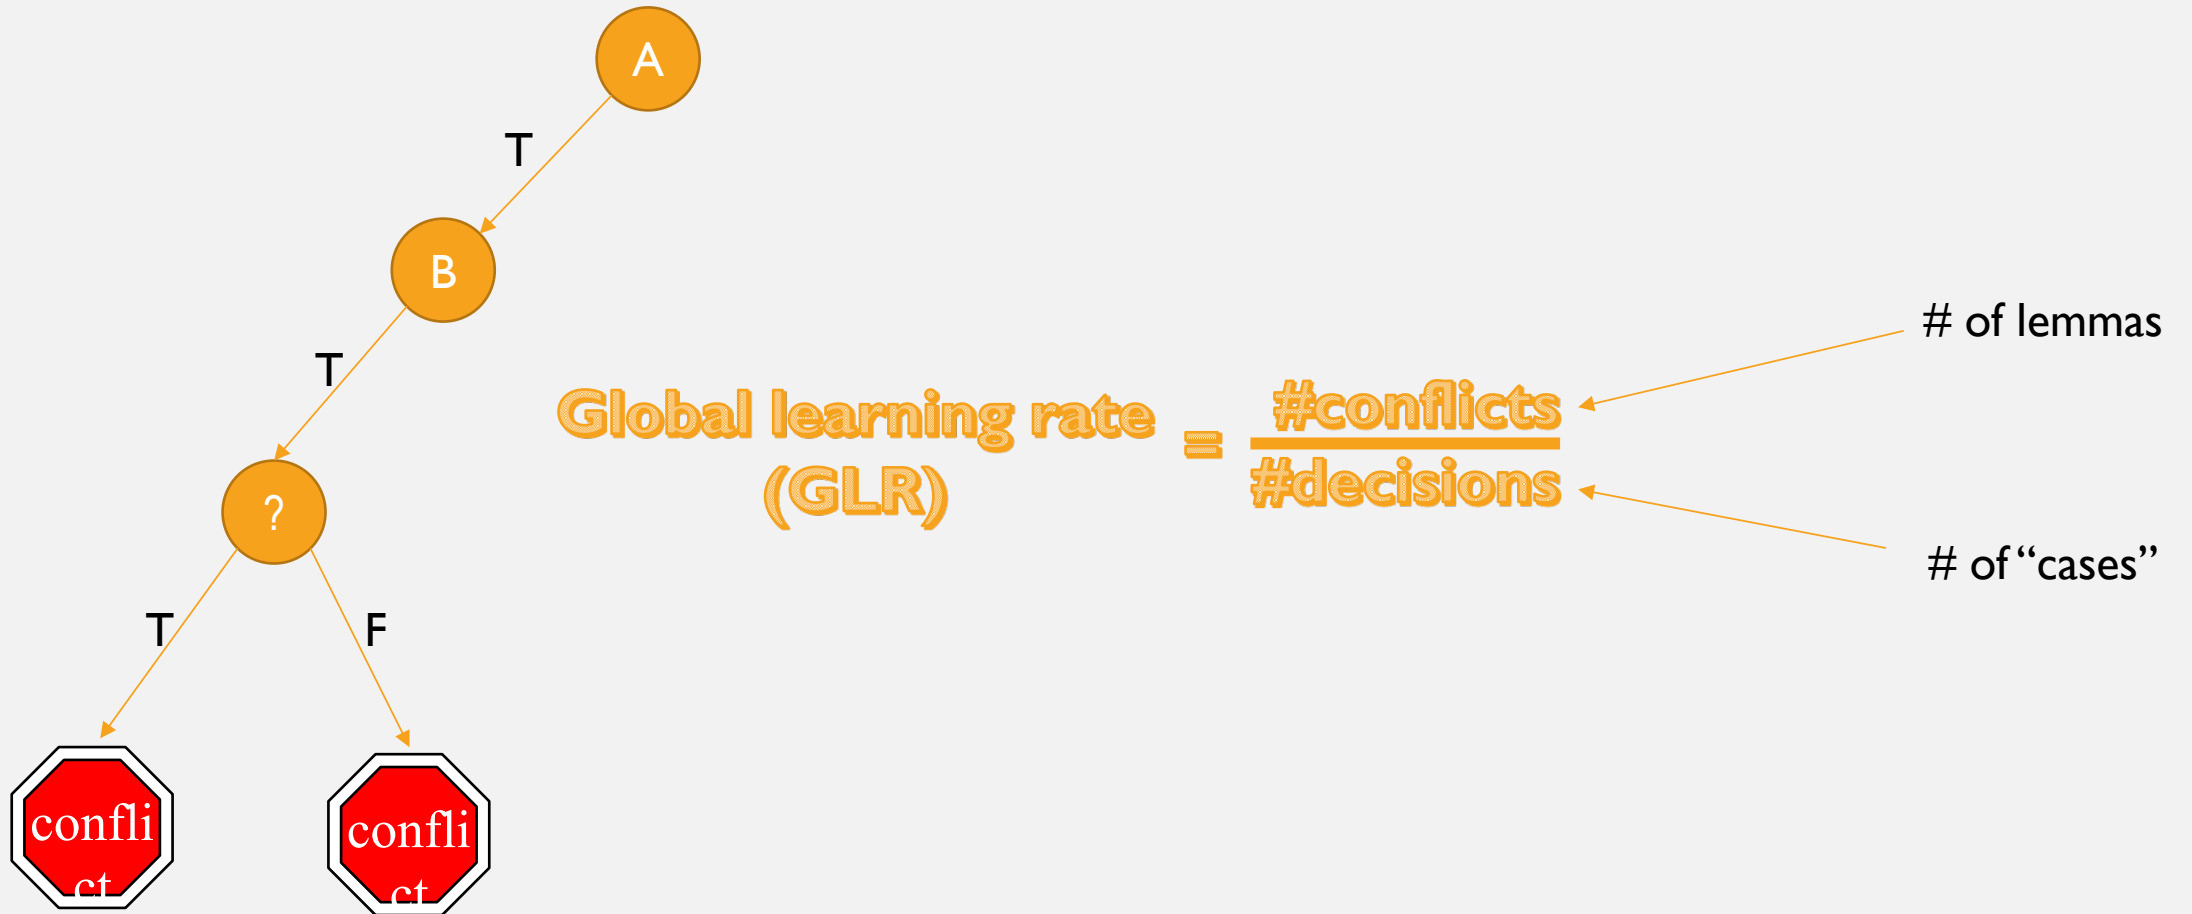 A
T
B
T
?
T
F
confli
ct
confli
ct
Global learning rate
(GLR)
=
#conflicts
#decisions
# of lemmas
# of “cases”